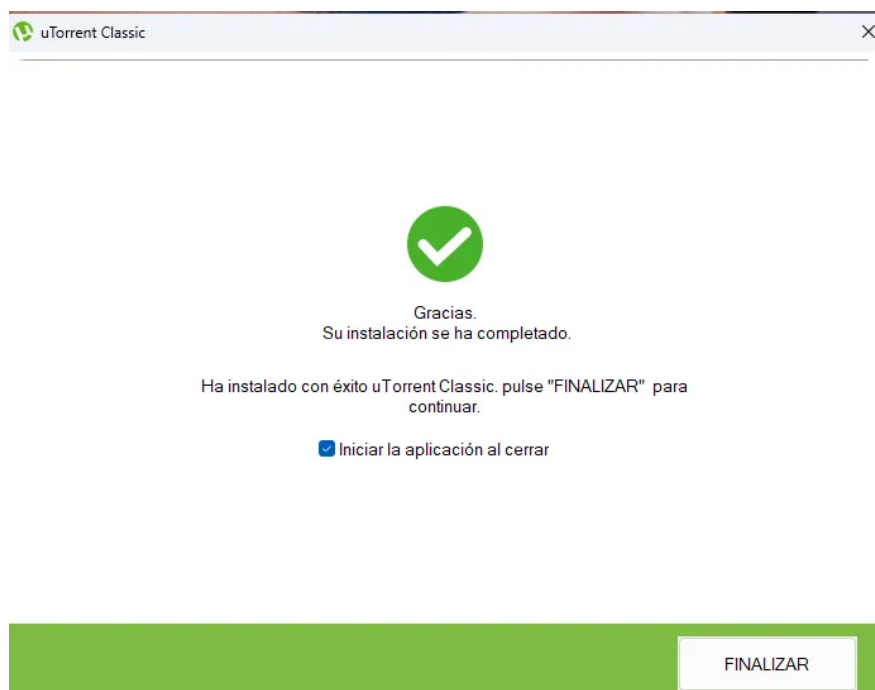 uTorrent Classic
Gracias.
Su instalación se ha completado.
Ha instalado con éxito uTorrent Classic. pulse "FINALIZAR" para
continuar.
Iniciar la aplicación al cerrar
FINALIZAR